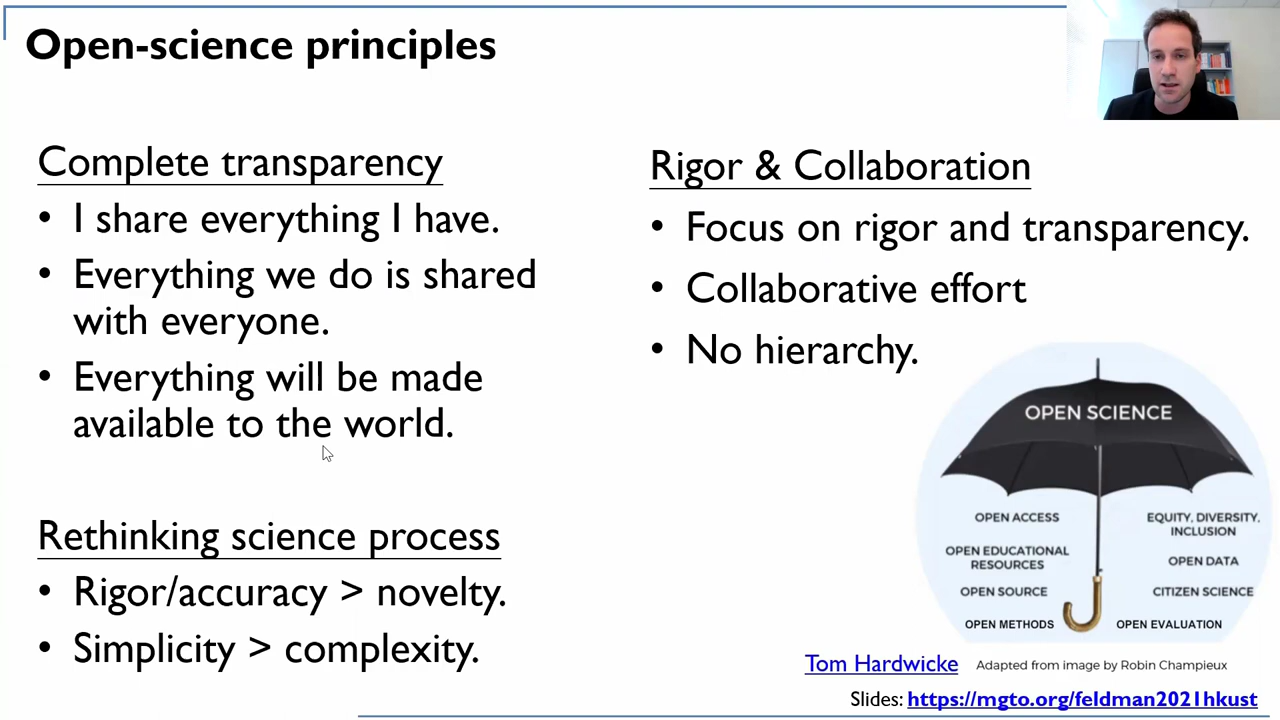 Open-science principles
Complete transparency
• I share everything I have.
• Everything we do is shared
with everyone.
• Everything will be made
available to the world.
Rethinking science process
• Rigor/accuracy > novelty.
• Simplicity > complexity.
Rigor & Collaboration
• Focus on rigor and transparency.
• Collaborative effort
• No hierarchy.
OPEN SCIENCE
OPEN ACCESS
OPEN EDUCATIONAL
RESOURCES
OPEN SOURCE
OPEN METHODS
EQUITY, DIVERSITY,
INCLUSION
OPEN DATA
CITIZEN SCIENCE
OPEN EVALUATION
Tom Hardwicke Adapted from image by Robin Champieux
Slides: https://mgto.org/feldman2021hkust